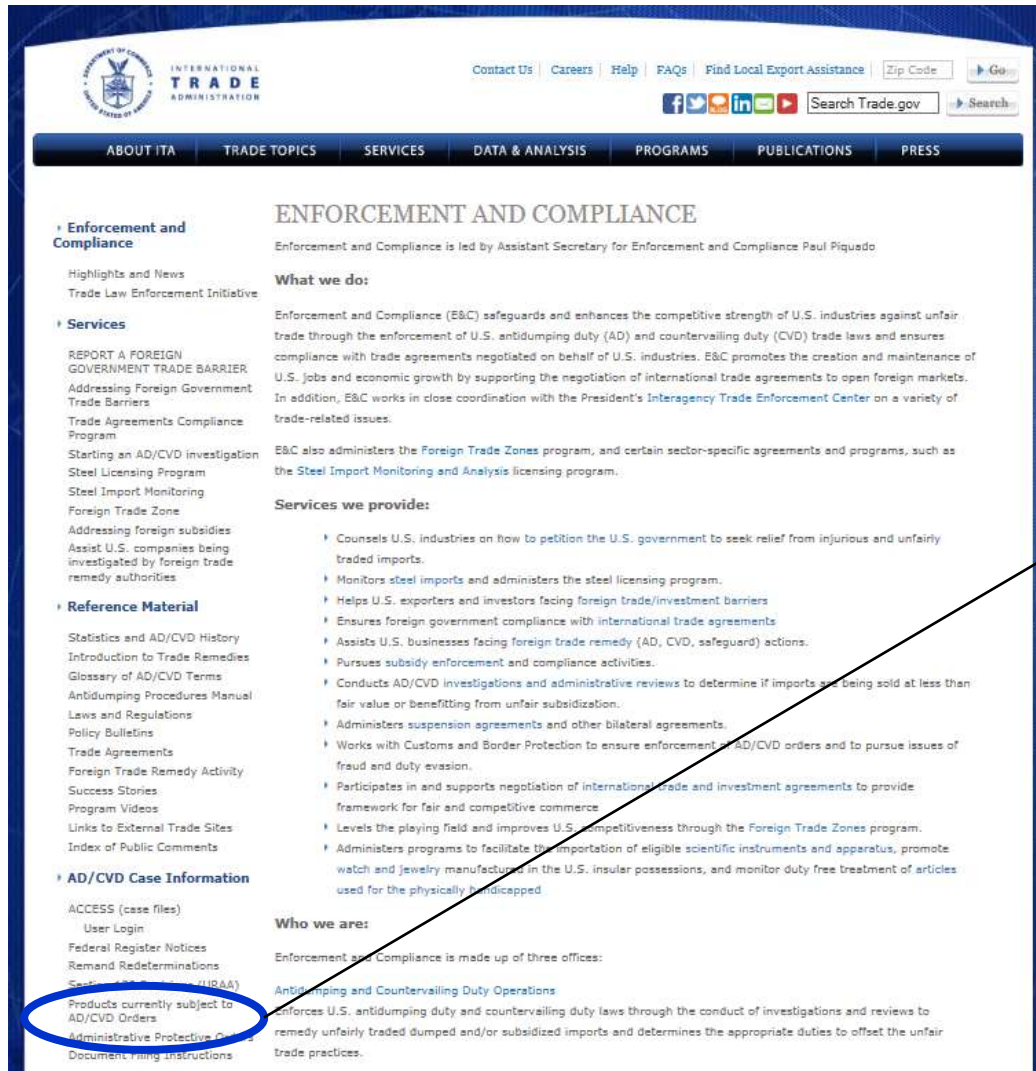 INTERNATIONAL
TRADE
ADMINISTRATION
Contact Us | Careers | Help | FAQs | Find Local Export Assistance
Zip Code
Go
Search Trade.gov
Search
ABOUT ITA
TRADE TOPICS
SERVICES
DATA & ANALYSIS
PROGRAMS
PUBLICATIONS
PRESS
Enforcement and
Compliance
Highlights and News
Trade Law Enforcement Initiative
Services
REPORT A FOREIGN
GOVERNMENT TRADE BARRIER
Addressing Foreign Government
Trade Barriers
Trade Agreements Compliance
Program
Starting an AD/CVD investigation
Steel Licensing Program
Steel Import Monitoring
Foreign Trade Zone
Addressing foreign subsidies
Assist U.S. companies being
investigated by foreign trade
remedy authorities
Reference Material
Statistics and AD/CVD History
Introduction to Trade Remedies
Glossary of AD/CVD Terms
Antidumping Procedures Manual
Laws and Regulations
Policy Bulletins
Trade Agreements
Foreign Trade Remedy Activity
Success Stories
Program Videos
Links to External Trade Sites
Index of Public Comments
AD/CVD Case Information
ACCESS (case files)
User Login
Federal Register Notices
Remand Redeterminations
(URAA)
Products currently subject to
AD/CVD Orders
Administrative Protective Orders
Document Filing Instructions
ENFORCEMENT AND COMPLIANCE
Enforcement and Compliance is led by Assistant Secretary for Enforcement and Compliance Paul Piquado
What we do:
Enforcement and Compliance (E&C) safeguards and enhances the competitive strength of U.S. industries against unfair
trade through the enforcement of U.S. antidumping duty (AD) and countervailing duty (CVD) trade laws and ensures
compliance with trade agreements negotiated on behalf of U.S. industries. E&C promotes the creation and maintenance of
U.S. jobs and economic growth by supporting the negotiation of international trade agreements to open foreign markets.
In addition, E&C works in close coordination with the President's Interagency Trade Enforcement Center on a variety of
trade-related issues.
E&C also administers the Foreign Trade Zones program, and certain sector-specific agreements and programs, such as
the Steel Import Monitoring and Analysis licensing program.
Services we provide:
Counsels U.S. industries on how to petition the U.S. government to seek relief from injurious and unfairly
traded imports.
Monitors steel imports and administers the steel licensing program.
Helps U.S. exporters and investors facing foreign trade/investment barriers
Ensures foreign government compliance with international trade agreements
Assists U.S. businesses facing foreign trade remedy (AD, CVD, safeguard) actions.
Pursues subsidy enforcement and compliance activities.
Conducts AD/CVD investigations and administrative reviews to determine if imports are being sold at less than
fair value or benefitting from unfair subsidization.
Administers suspension agreements and other bilateral agreements.
Works with Customs and Border Protection to ensure enforcement of AD/CVD orders and to pursue issues of
fraud and duty evasion.
Participates in and supports negotiation of international trade and investment agreements to provide
framework for fair and competitive commerce
Levels the playing field and improves U.S. competitiveness through the Foreign Trade Zones program.
Administers programs to facilitate the importation of eligible scientific instruments and apparatus, promote
watch and jewelry manufactured in the U.S. insular possessions, and monitor duty free treatment of articles
used for the physically handicapped
Who we are:
Enforcement and Compliance is made up of three offices:
Antidumping and Countervailing Duty Operations
Enforces U.S. antidumping duty and countervailing duty laws through the conduct of investigations and reviews to
remedy unfairly traded dumped and/or subsidized imports and determines the appropriate duties to offset the unfair
trade practices.